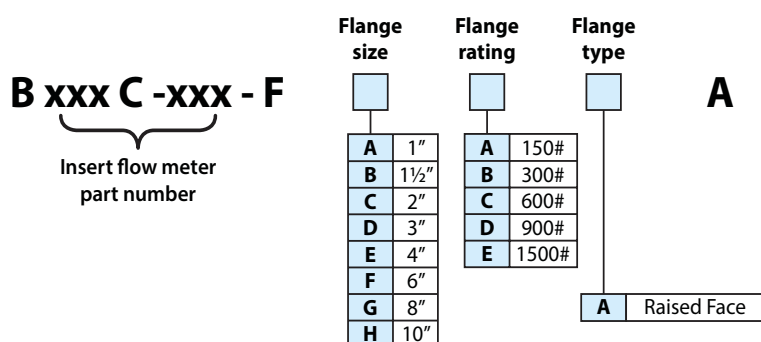 Flange size
Flange rating
Flange type
B xxx C -xxx - F
A
Insert flow meter
part number
A 1”
B 1½”
C 2”
D 3”
E 4”
F 6”
G 8”
H 10”
A 150#
B 300#
C 600#
D 900#
E 1500#
A Raised Face